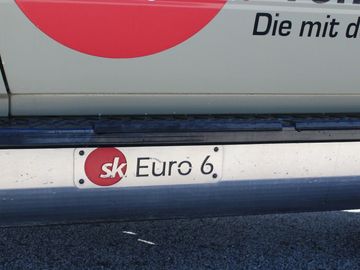 Die mit d
sk Euro 6